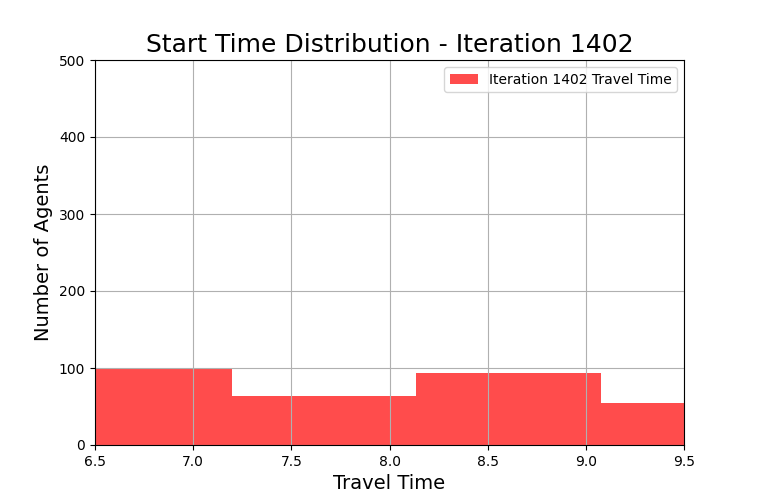 Start Time Distribution - Iteration 1402
Iteration 1402 Travel Time
Number of Agents
500
400
300
200
100
0
6.5 7.0 7.5 8.0 8.5 9.0 9.5
Travel Time